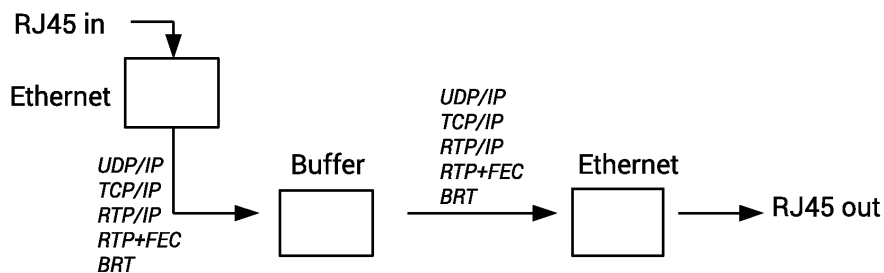 RJ45 in
Ethernet
UDP/IP
TCP/IP
RTP/IP
RTP+FEC
BRT
Buffer
UDP/IP
TCP/IP
RTP/IP
RTP+FEC
BRT
Ethernet
RJ45 out